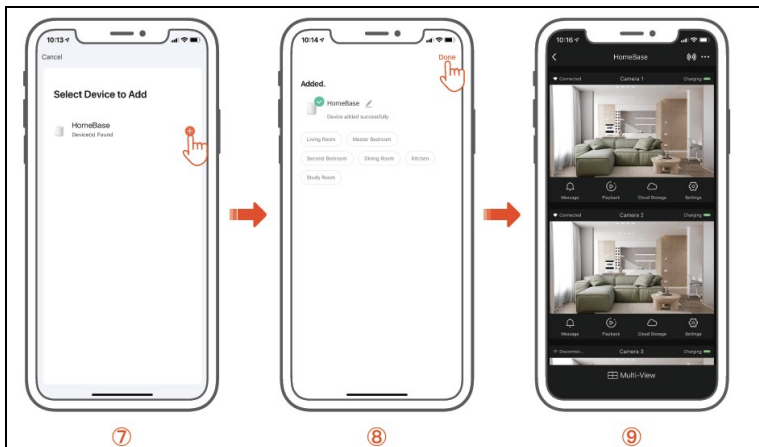 10:13
Cancel
Select Device to Add
HomeBase
Device(s) Found
⑦
10:14
Done
Added.
HomeBase
Device added successfully
Living Room Master Bedroom
Second Bedroom Dining Room Kitchen
Study Room
⑧
10:16
HomeBase
Connected Camera 1 Charging
Message Playback Cloud Storage Settings
Connected Camera 2 Charging
Message Playback Cloud Storage Settings
Disconnec... Camera 3 Charging
Multi-View
⑨